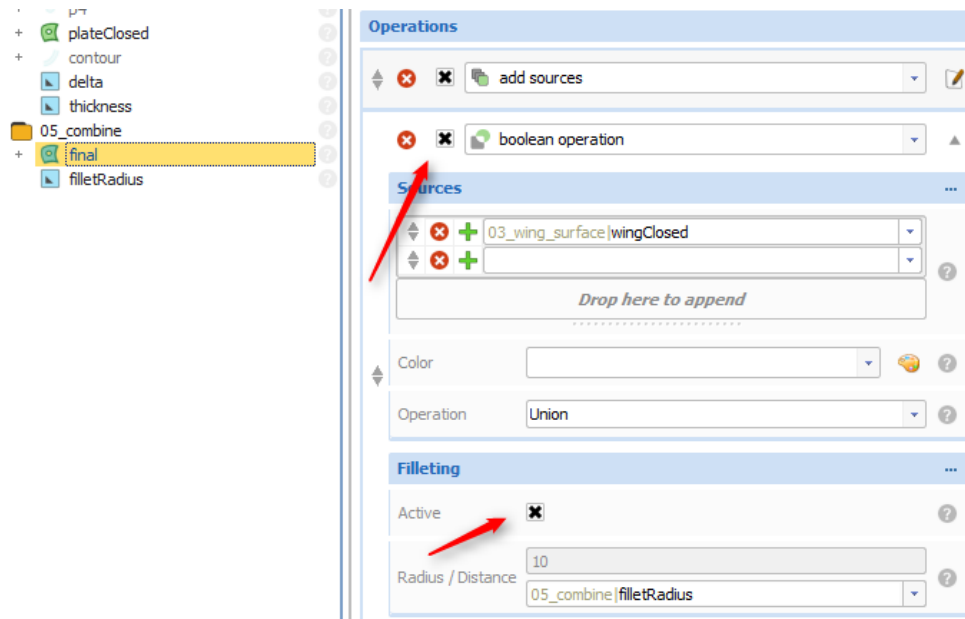 p4
plateClosed
contour
delta
thickness
05_combine
final
filletRadius
Operations
add sources
boolean operation
Sources
03_wing_surface|wingClosed
Drop here to append
Color
Operation
Union
Filleting
Active
Radius / Distance
10
05_combine|filletRadius